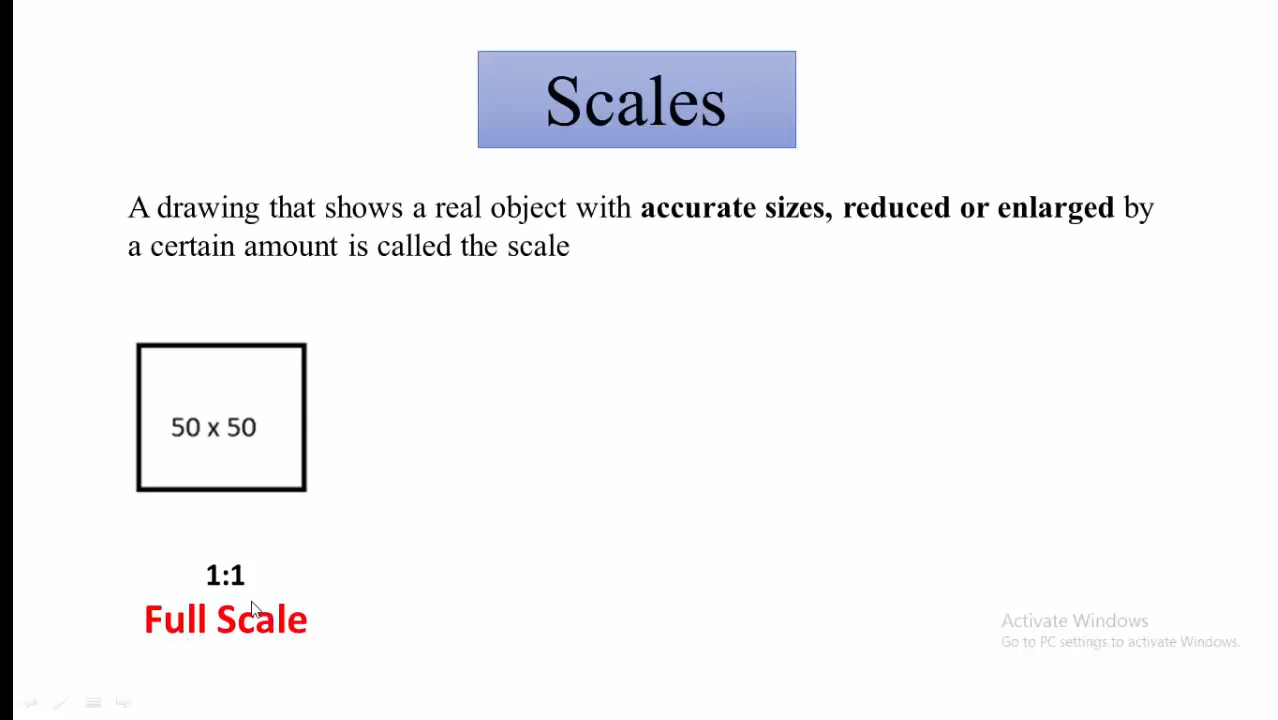 Scales
A drawing that shows a real object with accurate sizes, reduced or enlarged by
a certain amount is called the scale
50 x 50
1:1
Full Scale
Activate Windows
Go to PC settings to activate Windows.